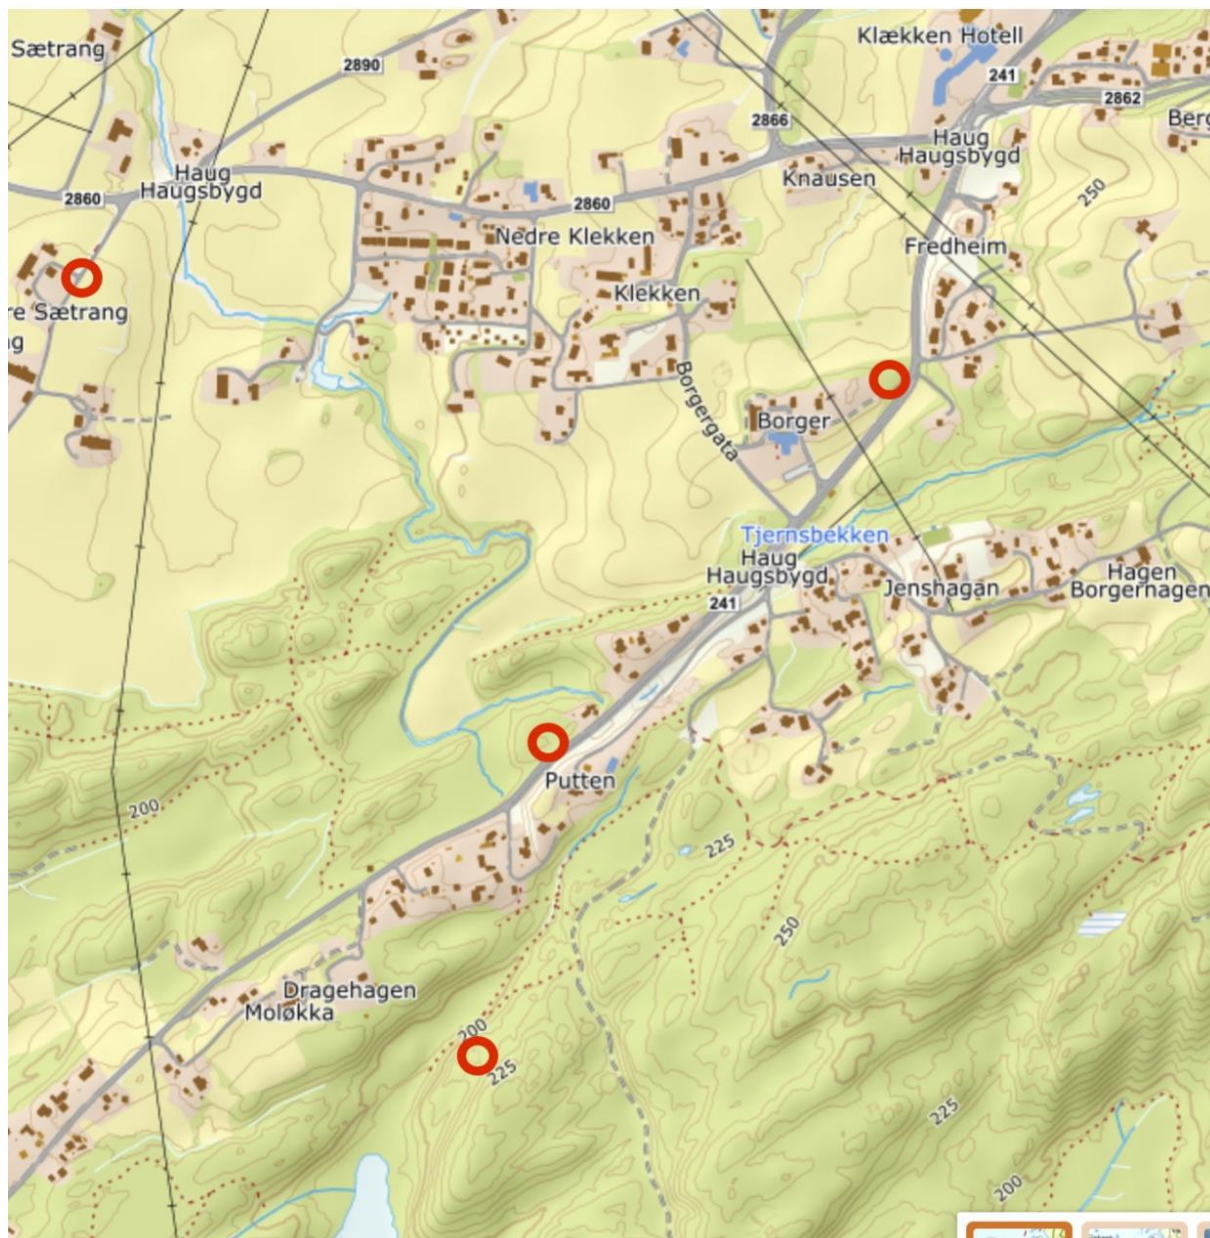 Sætrang
Klækken Hotell
2890
241
2862
2866
Haug
Haugsbygd
Haug
Haugsbygd
Knausen
2860
2860
250
Nedre Klekken
Fredheim
Klekken
re Sætrang
Borgergata
Borger
Tjernsbekken
Haug
Haugsbygd
Jenshagan
Hagen
Borgernagen
241
Putten
200
225
250
Dragehagen
Moløkka
200
225
225
200